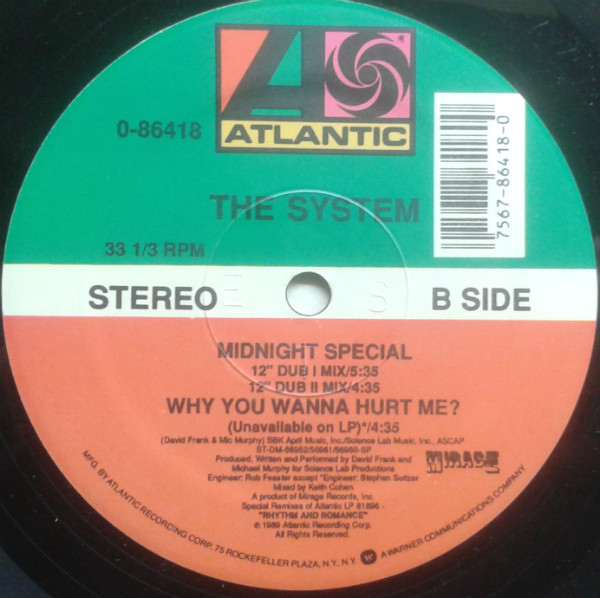 ATLANTIC
0-86418
7567-86418-0
THE SYSTEM
33 1/3 RPM
STEREO
B SIDE
MIDNIGHT SPECIAL
12" DUB I MIX/5:35
12" DUB II MIX/4:35
WHY YOU WANNA HURT ME?
(Unavailable on LP)*/4:35
(David Frank & Mic Murphy) SBK April Music, Inc./Science Lab Music, Inc., ASCAP
ST-DM-66952/56961/56960-SP
Produced, Written and Performed by David Frank and
Michael Murphy for Science Lab Productions
Engineer: Rob Feaster except *Engineer: Stephen Seltzer
Mixed by Keith Cohen
A product of Mirage Records, Inc.
Special Remixes of Atlantic LP 81896 -
"RHYTHM AND ROMANCE"
℗ 1989 Atlantic Recording Corp.
All Rights Reserved.
MIRAGE
MFG. BY ATLANTIC RECORDING CORP., 75 ROCKEFELLER PLAZA, N.Y., N.Y. A WARNER COMMUNICATIONS COMPANY